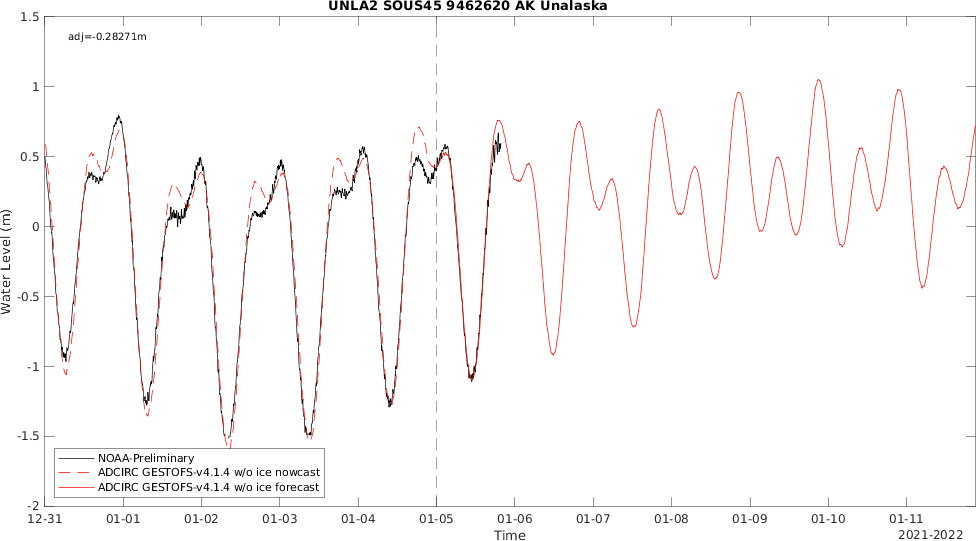 UNLA2 SOUS45 9462620 AK Unalaska
adj=-0.28271m
1.5
1
0.5
0
-0.5
-1
-1.5
-2
Water Level (m)
NOAA-Preliminary
ADCIRC GESTOFS-v4.1.4 w/o ice nowcast
ADCIRC GESTOFS-v4.1.4 w/o ice forecast
12-31 01-01 01-02 01-03 01-04 01-05 01-06 01-07 01-08 01-09 01-10 01-11
Time
2021-2022